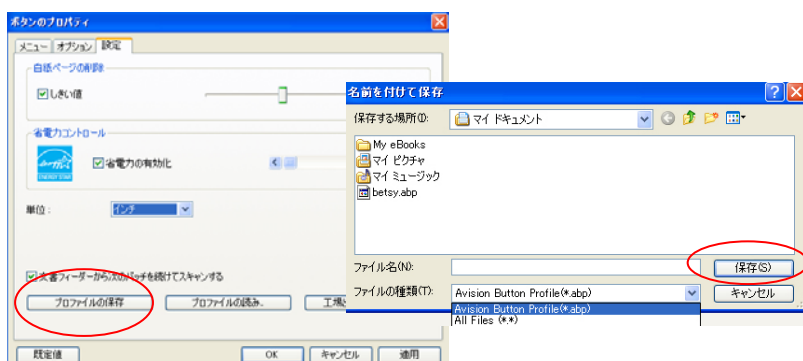 ボタンのプロパティ
メニュー オプション 設定
白紙ページの削除
しきい値
省電力コントロール
ENERGY STAR
省電力の有効化
単位: インチ
文書フィーダーから次のバッチを続けてスキャンする
プロファイルの保存 プロファイルの読み.
既定値 OK キャンセル 適用
名前を付けて保存
保存する場所(I): マイ ドキュメント
My eBooks
マイ ピクチャ
マイ ミュージック
betsy.abp
ファイル名(N): 保存(S)
ファイルの種類(T): Avision Button Profile(*.abp) キャンセル
Avision Button Profile(*.abp)
All Files (*.*)